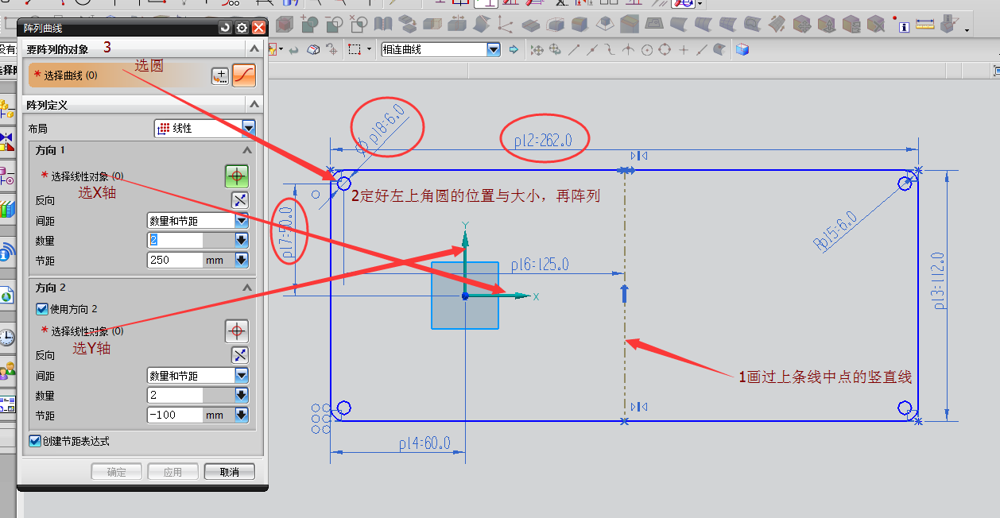 阵列曲线
要阵列的对象 3
* 选择曲线 (0)
选圆
阵列定义
布局 线性
方向 1
* 选择线性对象 (0)
选X轴
反向
间距 数量和节距
数量 2
节距 250 mm
方向 2
使用方向 2
* 选择线性对象 (0)
选Y轴
反向
间距 数量和节距
数量 2
节距 -100 mm
创建节距表达式
确定 应用 取消
相连曲线
p18=6.0
p12=262.0
2定好左上角圆的位置与大小，再阵列
p17=50.0
Rp15=6.0
Y
p16=125.0
X
p13=112.0
1画过上条线中点的竖直线
p14=60.0